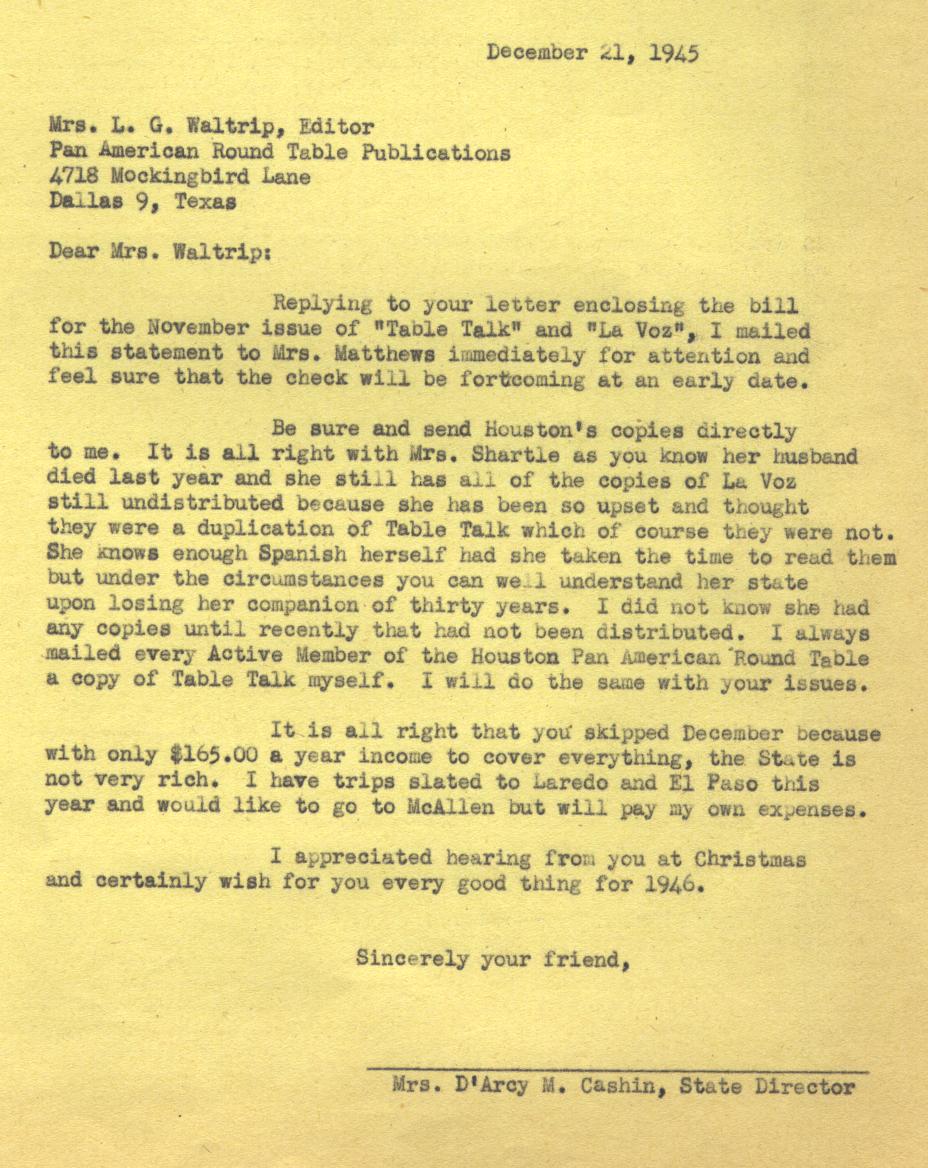 December 21, 1945
Mrs. L. G. Waltrip, Editor
Pan American Round Table Publications
4718 Mockingbird Lane
Dallas 9, Texas
Dear Mrs. Waltrip:
Replying to your letter enclosing the bill
for the November issue of "Table Talk" and "La Voz", I mailed
this statement to Mrs. Matthews immediately for attention and
feel sure that the check will be fortcoming at an early date.
Be sure and send Houston's copies directly
to me. It is all right with Mrs. Shartle as you know her husband
died last year and she still has all of the copies of La Voz
still undistributed because she has been so upset and thought
they were a duplication of Table Talk which of course they were not.
She knows enough Spanish herself had she taken the time to read them
but under the circumstances you can well understand her state
upon losing her companion of thirty years. I did not know she had
any copies until recently that had not been distributed. I always
mailed every Active Member of the Houston Pan American Round Table
a copy of Table Talk myself. I will do the same with your issues.
It is all right that you skipped December because
with only $165.00 a year income to cover everything, the State is
not very rich. I have trips slated to Laredo and El Paso this
year and would like to go to McAllen but will pay my own expenses.
I appreciated hearing from you at Christmas
and certainly wish for you every good thing for 1946.
Sincerely your friend,
Mrs. D'Arcy M. Cashin, State Director